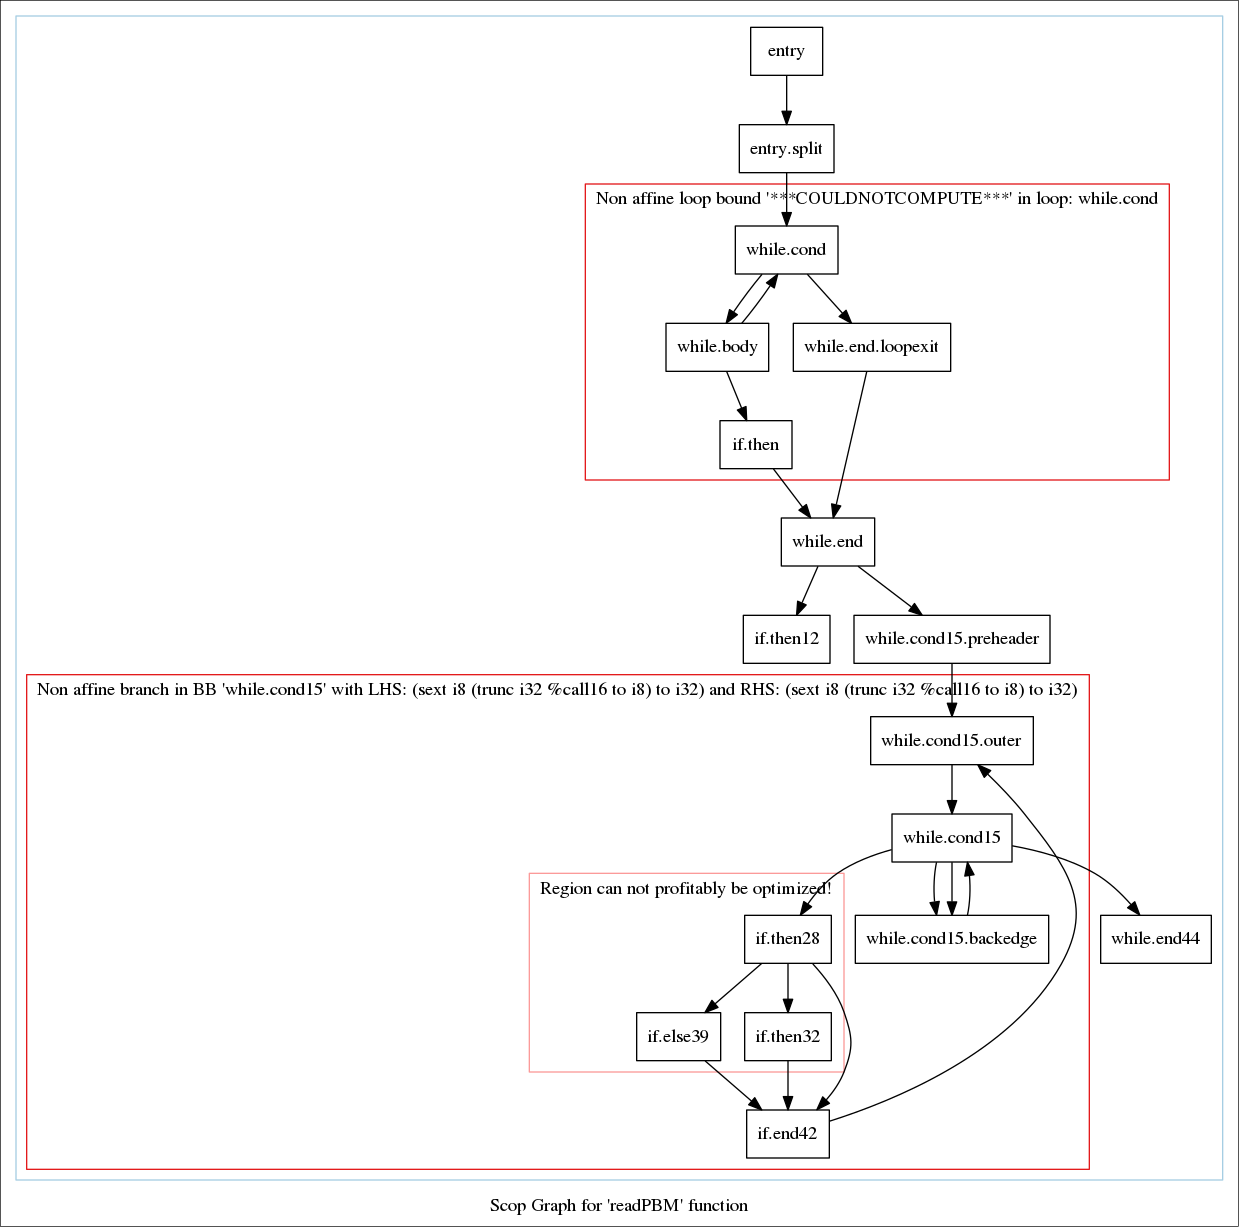 entry
entry.split
Non affine loop bound '***COULDNOTCOMPUTE***' in loop: while.cond
while.cond
while.body
while.end.loopexit
if.then
while.end
if.then12
while.cond15.preheader
Non affine branch in BB 'while.cond15' with LHS: (sext i8 (trunc i32 %call16 to i8) to i32) and RHS: (sext i8 (trunc i32 %call16 to i8) to i32)
while.cond15.outer
while.cond15
Region can not profitably be optimized!
if.then28
while.cond15.backedge
while.end44
if.else39
if.then32
if.end42
Scop Graph for 'readPBM' function